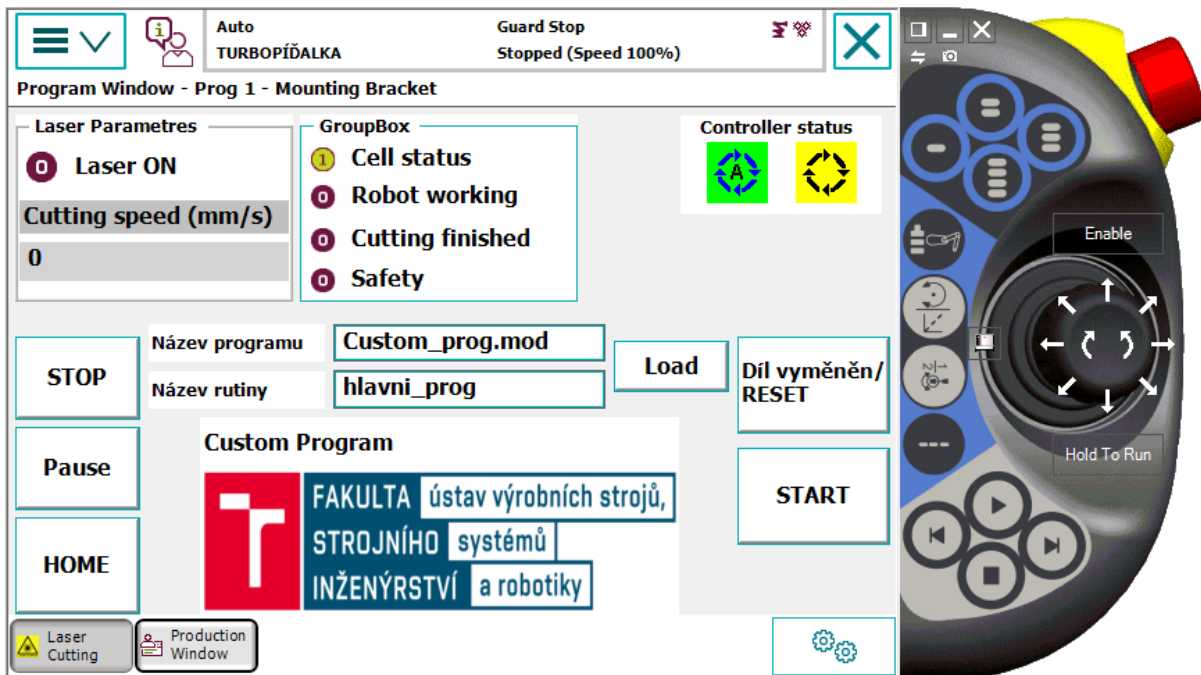 Auto
Guard Stop
TURBOPÍĎALKA
Stopped (Speed 100%)
Program Window - Prog 1 - Mounting Bracket
Laser Parametres
0 Laser ON
Cutting speed (mm/s)
0
GroupBox
1 Cell status
0 Robot working
0 Cutting finished
0 Safety
Controller status
A
Enable
Hold To Run
STOP
Pause
HOME
Název programu
Custom_prog.mod
Název rutiny
hlavni_prog
Load
Díl vyměněn/
RESET
START
Custom Program
FAKULTA ústav výrobních strojů,
STROJNÍHO systémů
INŽENÝRSTVÍ a robotiky
Laser
Cutting
Production
Window